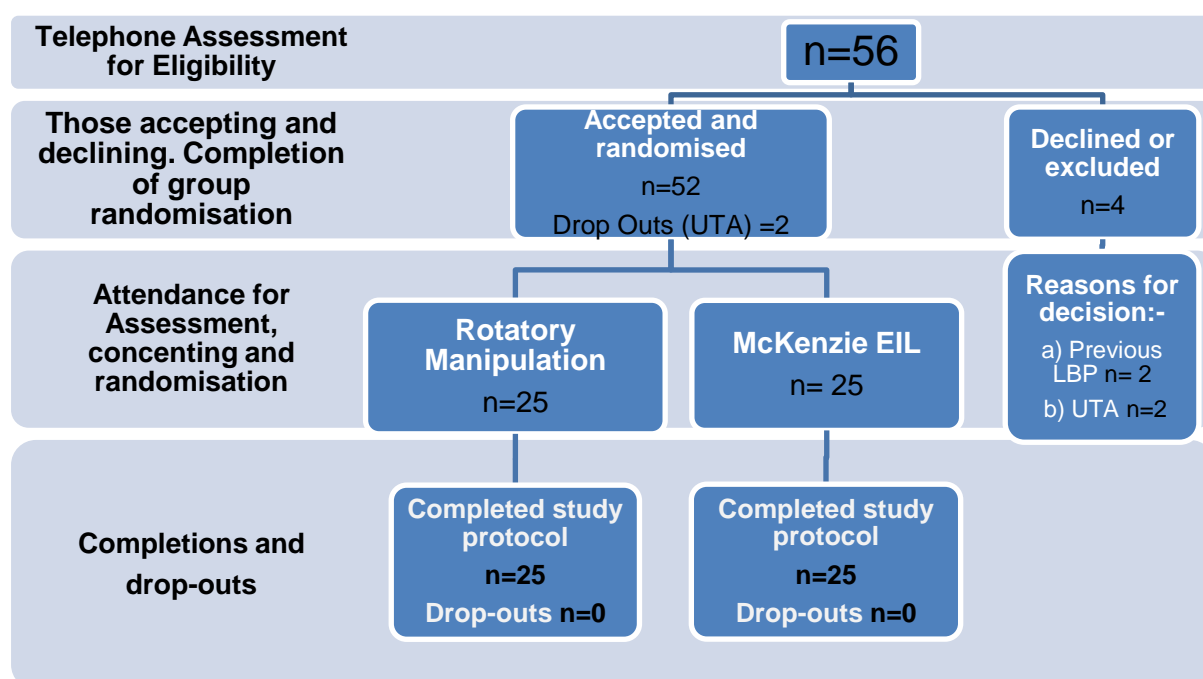 Telephone Assessment
for Eligibility
n=56
Those accepting and
declining. Completion
of group
randomisation
Accepted and
randomised
n=52
Drop Outs (UTA) =2
Declined or
excluded
n=4
Attendance for
Assessment,
concenting and
randomisation
Rotatory
Manipulation
n=25
McKenzie EIL
n= 25
Reasons for
decision:-
a) Previous
LBP n= 2
b) UTA n=2
Completions and
drop-outs
Completed study
protocol
n=25
Drop-outs n=0
Completed study
protocol
n=25
Drop-outs n=0